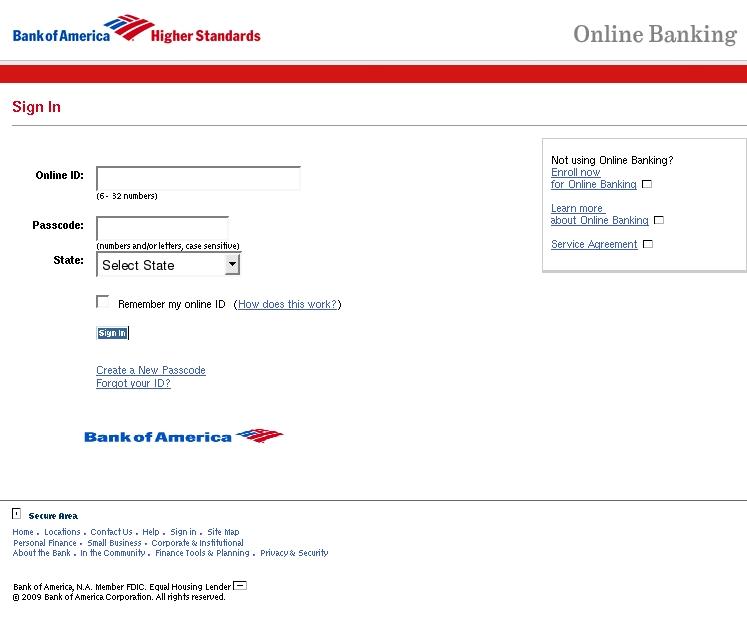 Bank of America Higher Standards
Online Banking
Sign In
Online ID:
(6 - 32 numbers)
Passcode:
(numbers and/or letters, case sensitive)
State:
Select State
Remember my online ID (How does this work?)
Sign In
Create a New Passcode
Forgot your ID?
Not using Online Banking?
Enroll now
for Online Banking
Learn more
about Online Banking
Service Agreement
Bank of America
Secure Area
Home . Locations . Contact Us . Help . Sign in . Site Map
Personal Finance . Small Business . Corporate & Institutional
About the Bank . In the Community . Finance Tools & Planning . Privacy & Security
Bank of America, N.A. Member FDIC. Equal Housing Lender
© 2009 Bank of America Corporation. All rights reserved.